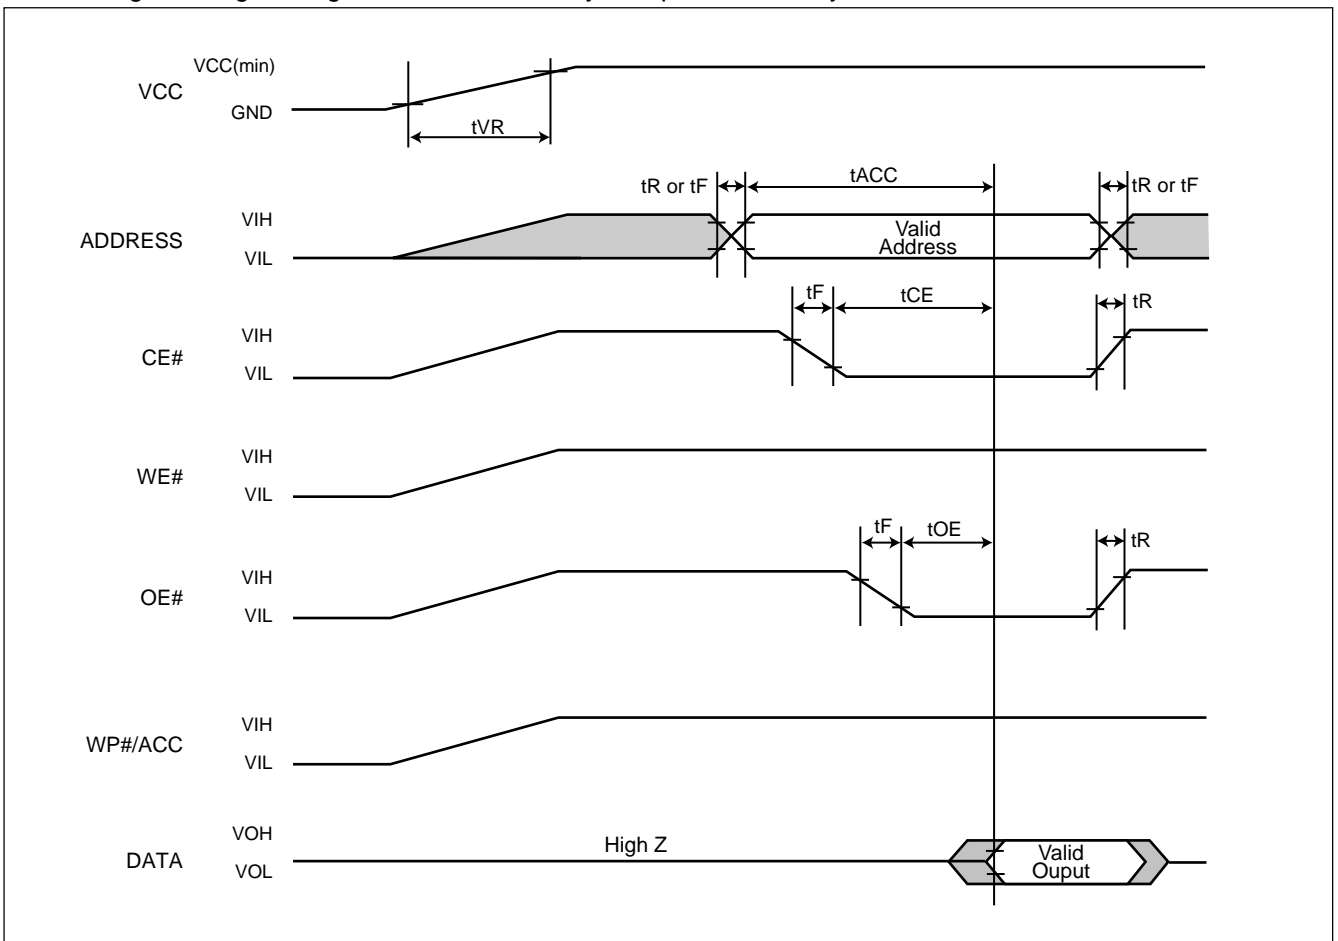 VCC(min)
VCC
GND
tVR
tR or tF
tACC
tR or tF
VIH
ADDRESS
VIL
Valid
Address
tF
tCE
tR
VIH
CE#
VIL
VIH
WE#
VIL
tF
tOE
tR
VIH
OE#
VIL
VIH
WP#/ACC
VIL
VOH
DATA
VOL
High Z
Valid
Ouput